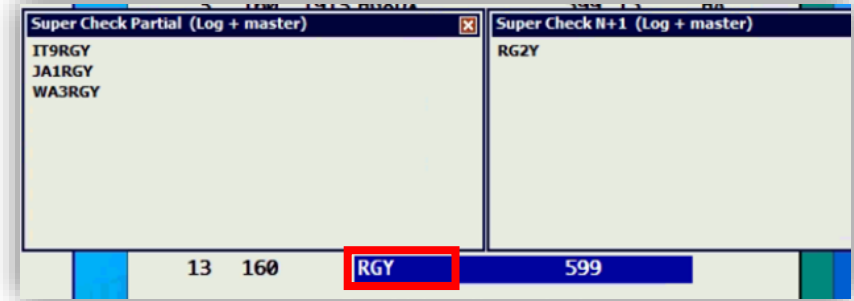 Super Check Partial (Log + master)
Super Check N+1 (Log + master)
IT9RGY
JA1RGY
WA3RGY
RG2Y
13 160 RGY 599